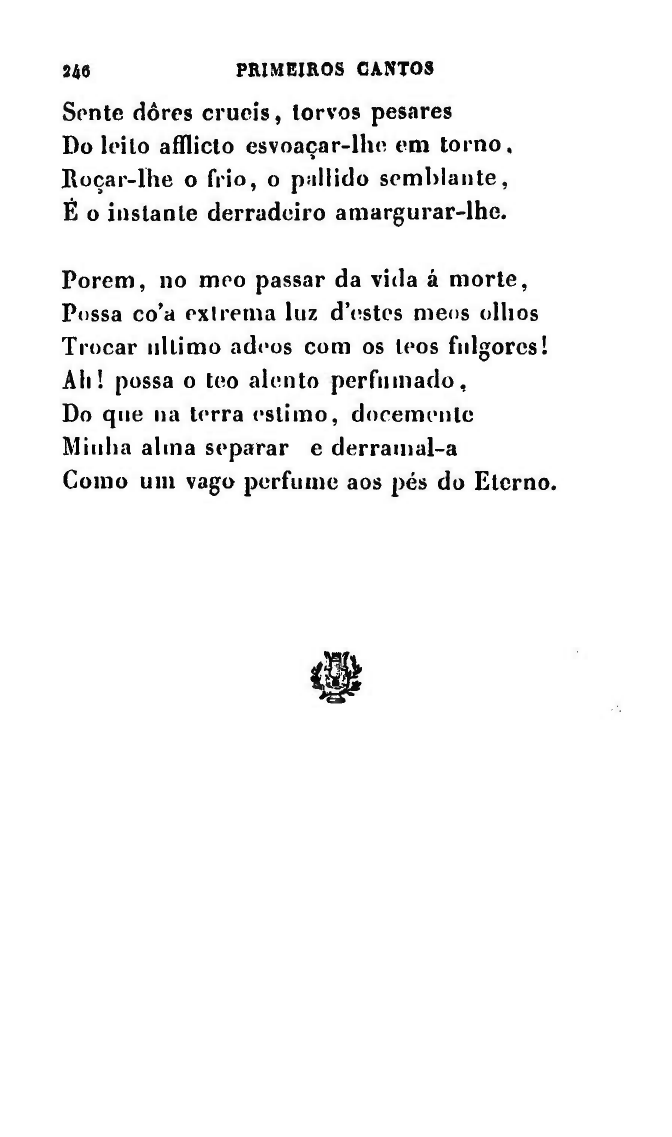 246 PRIMEIROS CANTOS
Sente dôres crueis, torvos pesares
Do leito afflicto esvoaçar-lhe em torno,
Roçar-lhe o frio, o pallido semblante,
É o instante derradeiro amargurar-lhe.
Porem, no meo passar da vida á morte,
Possa co'a extrema luz d'estes meos olhos
Trocar ultimo adeos com os teos fulgores!
Ah! possa o teo alento perfumado,
Do que na terra estimo, docemente
Minha alma separar e derramal-a
Como um vago perfume aos pés do Eterno.